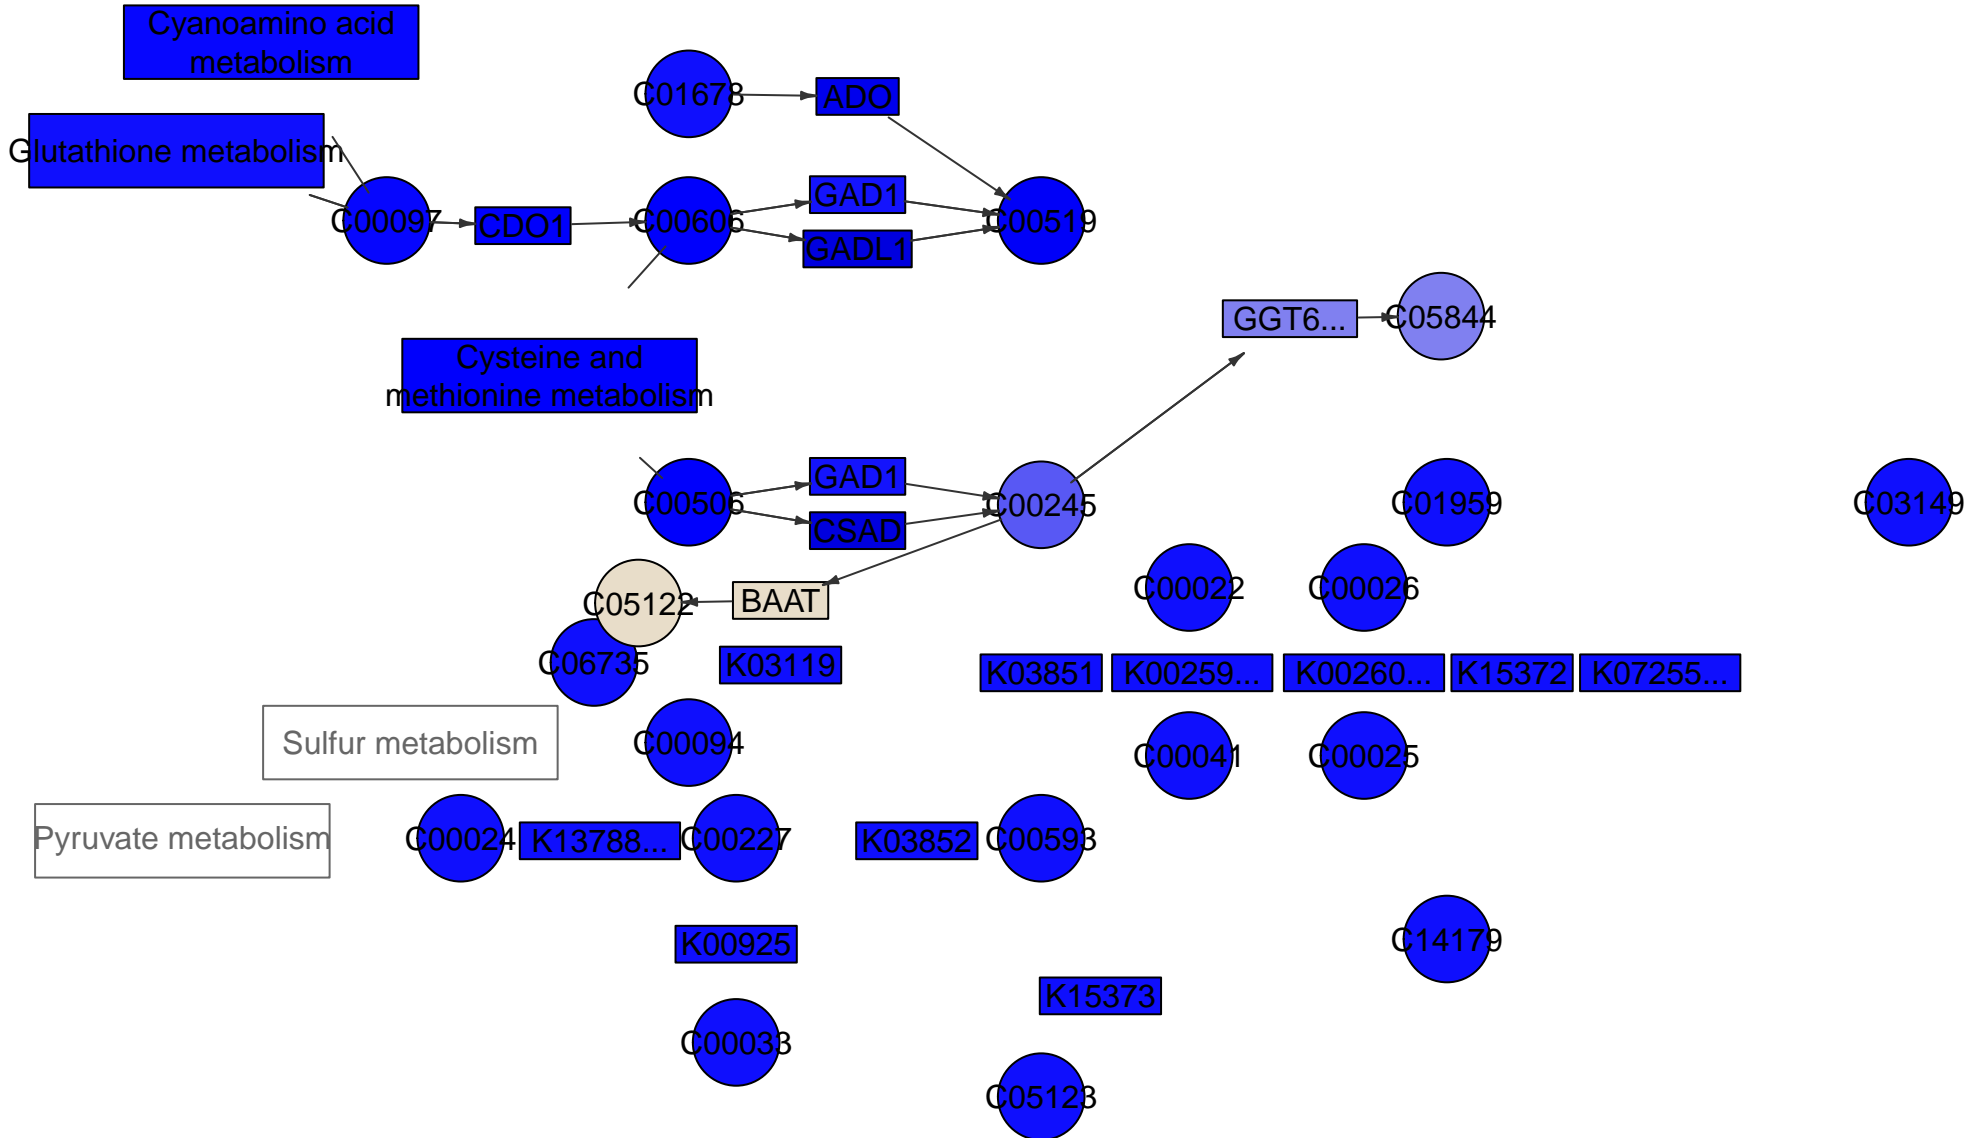 Cyanoamino acid
metabolism
C01678
ADO
Glutathione metabolism
C00097
CDO1
C00606
GAD1
GADL1
C00519
GGT6...
C05844
Cysteine and
methionine metabolism
C00506
GAD1
CSAD
C00245
C01959
C03149
C05122
BAAT
C00022
C00026
C06735
K03119
K03851
K00259...
K00260...
K15372
K07255...
Sulfur metabolism
C00094
C00041
C00025
Pyruvate metabolism
C00024
K13788...
C00227
K03852
C00593
K00925
C14179
K15373
C00033
C05123